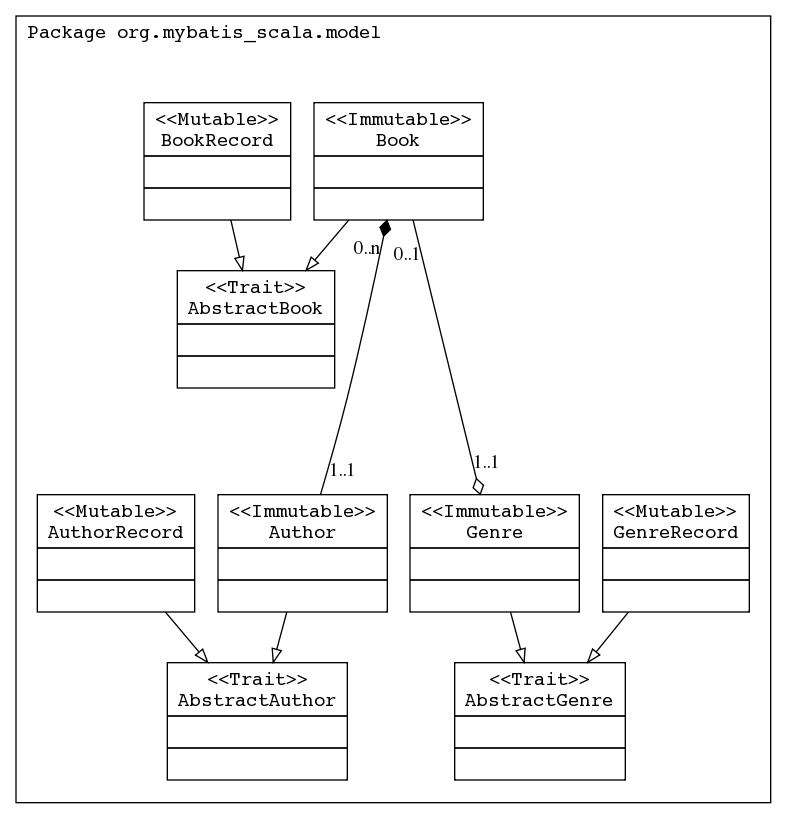 Package org.mybatis_scala.model
<<Mutable>>
BookRecord
<<Immutable>>
Book
0..n
0..1
<<Trait>>
AbstractBook
1..1
1..1
<<Mutable>>
AuthorRecord
<<Immutable>>
Author
<<Immutable>>
Genre
<<Mutable>>
GenreRecord
<<Trait>>
AbstractAuthor
<<Trait>>
AbstractGenre